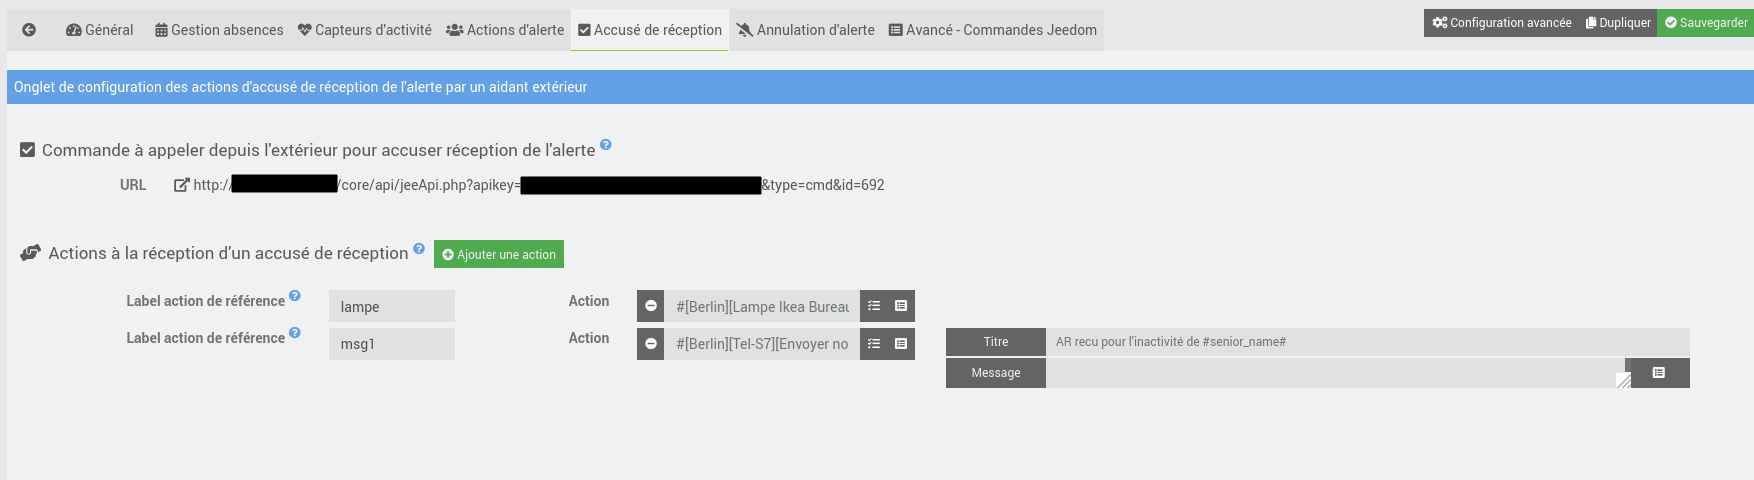 Général Gestion absences Capteurs d'activité Actions d'alerte Accusé de réception Annulation d'alerte Avancé - Commandes Jeedom Configuration avancée Dupliquer Sauvegarder
Onglet de configuration des actions d'accusé de réception de l'alerte par un aidant extérieur
Commande à appeler depuis l'extérieur pour accuser réception de l'alerte ?
URL http:/ /core/api/jeeApi.php?apikey= &type=cmd&id=692
Actions à la réception d'un accusé de réception ? Ajouter une action
Label action de référence ? lampe Action #[Berlin][Lampe Ikea Bureau
Label action de référence ? msg1 Action #[Berlin][Tel-S7][Envoyer no
Titre AR recu pour l'inactivité de #senior_name#
Message